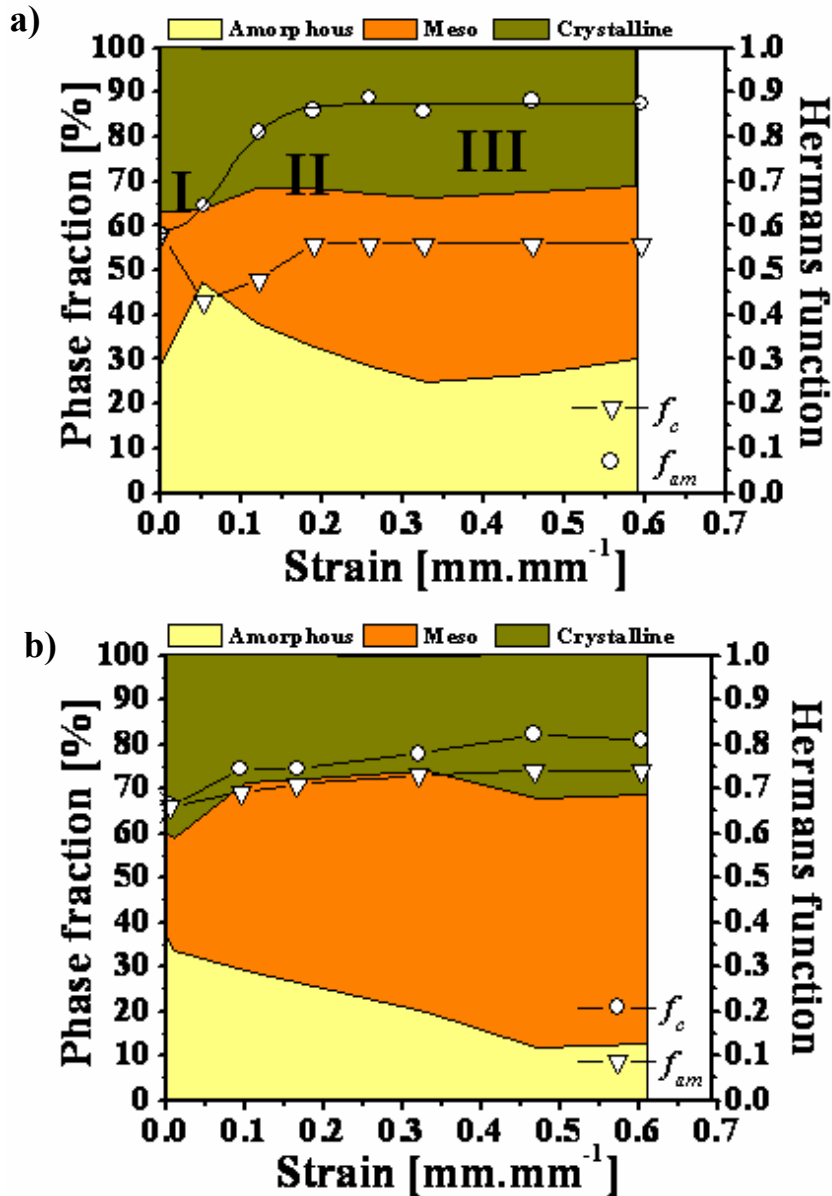 a)
Amorphous Meso Crystalline
Phase fraction [%]
100
90
80
70
60
50
40
30
20
10
0
I
II
III
f_c
f_am
1.0
0.9
0.8
0.7
0.6
0.5
0.4
0.3
0.2
0.1
0.0
Hermans function
0.0 0.1 0.2 0.3 0.4 0.5 0.6 0.7
Strain [mm.mm⁻¹]
b)
Amorphous Meso Crystalline
Phase fraction [%]
100
90
80
70
60
50
40
30
20
10
0
f_c
f_am
1.0
0.9
0.8
0.7
0.6
0.5
0.4
0.3
0.2
0.1
0.0
Hermans function
0.0 0.1 0.2 0.3 0.4 0.5 0.6 0.7
Strain [mm.mm⁻¹]